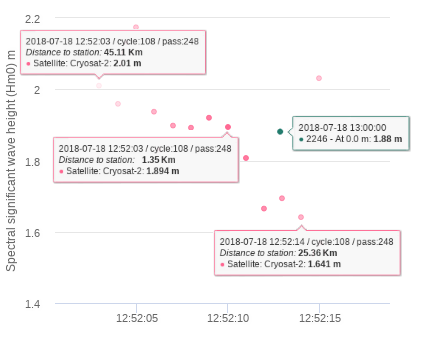 2.2
2018-07-18 12:52:03 / cycle:108 / pass:248
Distance to station: 45.11 Km
● Satellite: Cryosat-2: 2.01 m
2
2018-07-18 13:00:00
● 2246 - At 0.0 m: 1.88 m
2018-07-18 12:52:03 / cycle:108 / pass:248
Distance to station: 1.35 Km
● Satellite: Cryosat-2: 1.894 m
1.8
2018-07-18 12:52:14 / cycle:108 / pass:248
Distance to station: 25.36 Km
● Satellite: Cryosat-2: 1.641 m
1.6
1.4
Spectral significant wave height (Hm0) m
12:52:05
12:52:10
12:52:15